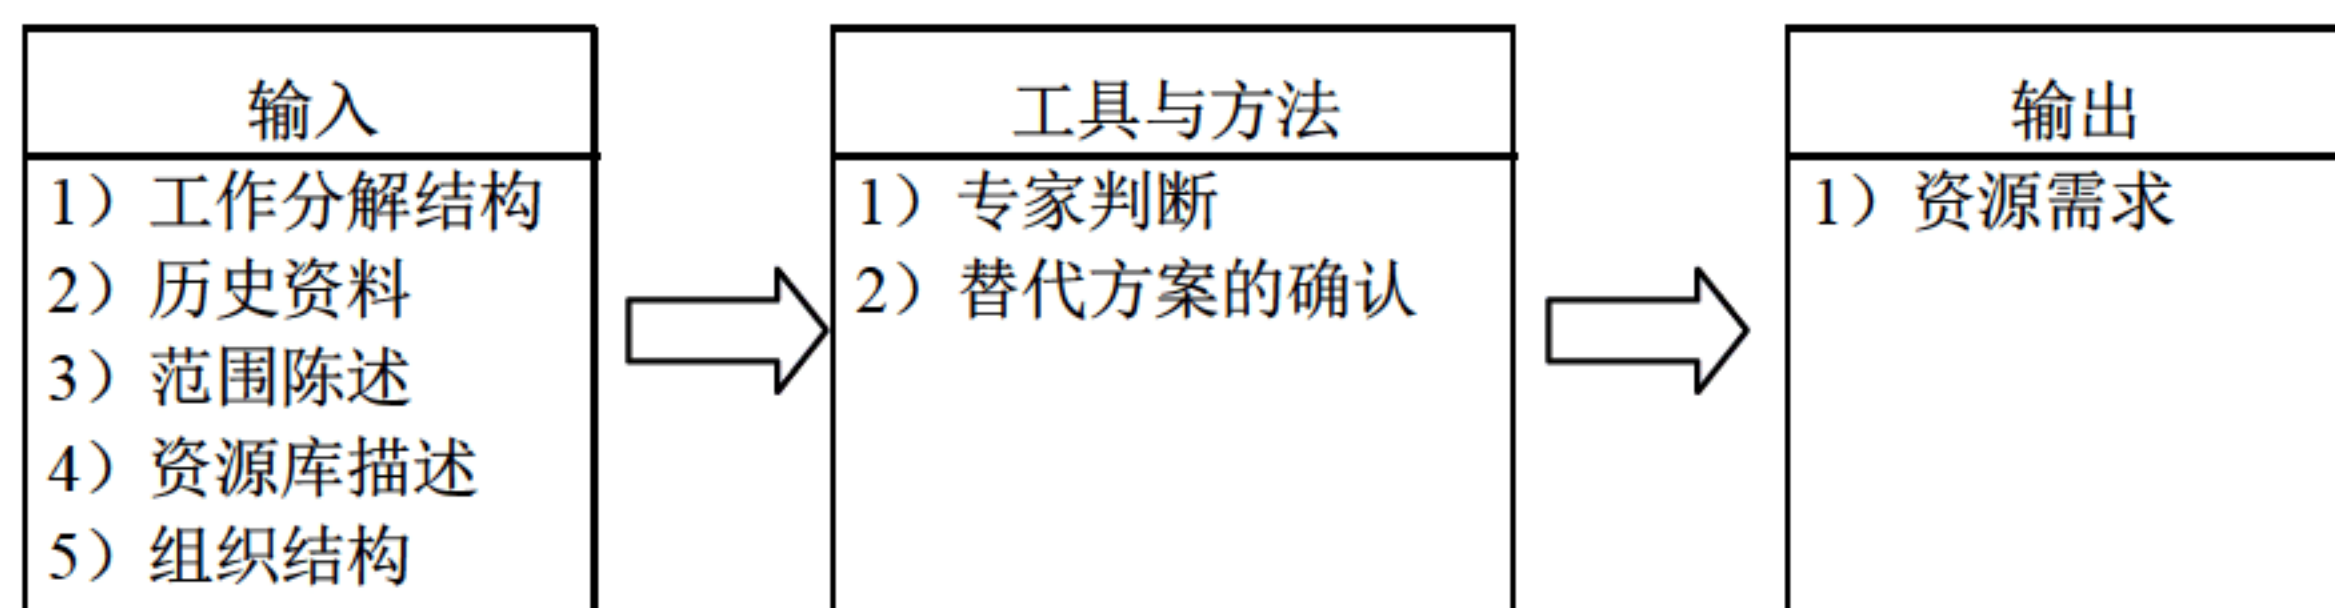 输入
1）工作分解结构
2）历史资料
3）范围陈述
4）资源库描述
5）组织结构
工具与方法
1）专家判断
2）替代方案的确认
输出
1）资源需求